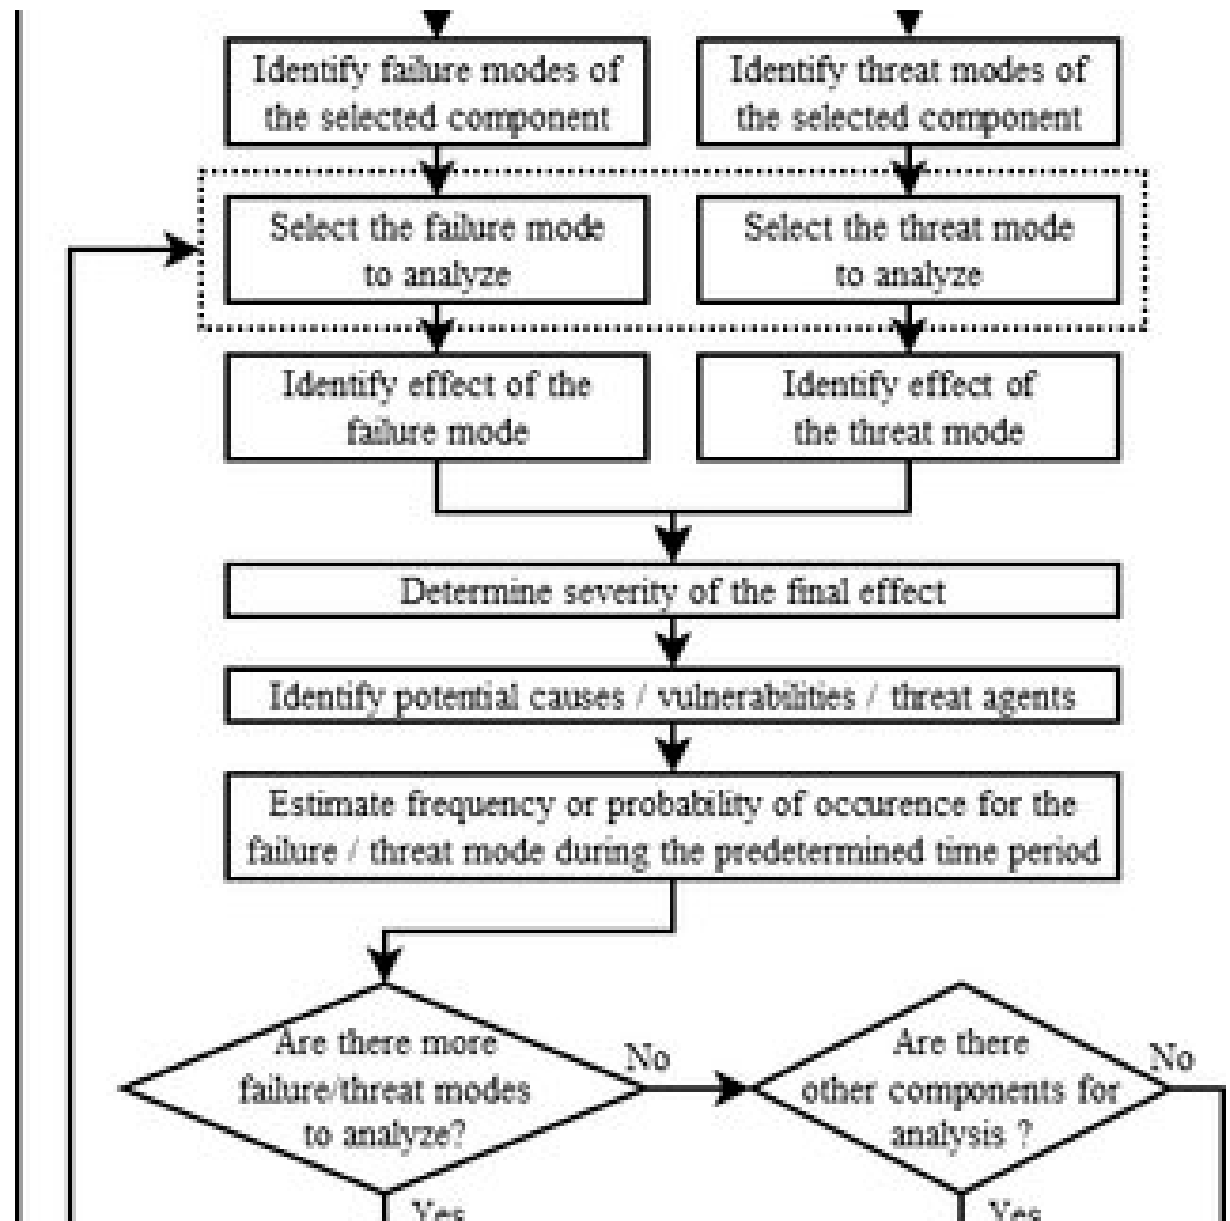 Identify failure modes of
the selected component
Identify threat modes of
the selected component
Select the failure mode
to analyze
Select the threat mode
to analyze
Identify effect of the
failure mode
Identify effect of
the threat mode
Determine severity of the final effect
Identify potential causes / vulnerabilities / threat agents
Estimate frequency or probability of occurence for the
failure / threat mode during the predetermined time period
Are there more
failure/threat modes
to analyze?
No
Are there
other components for
analysis ?
No
Yes
Yes